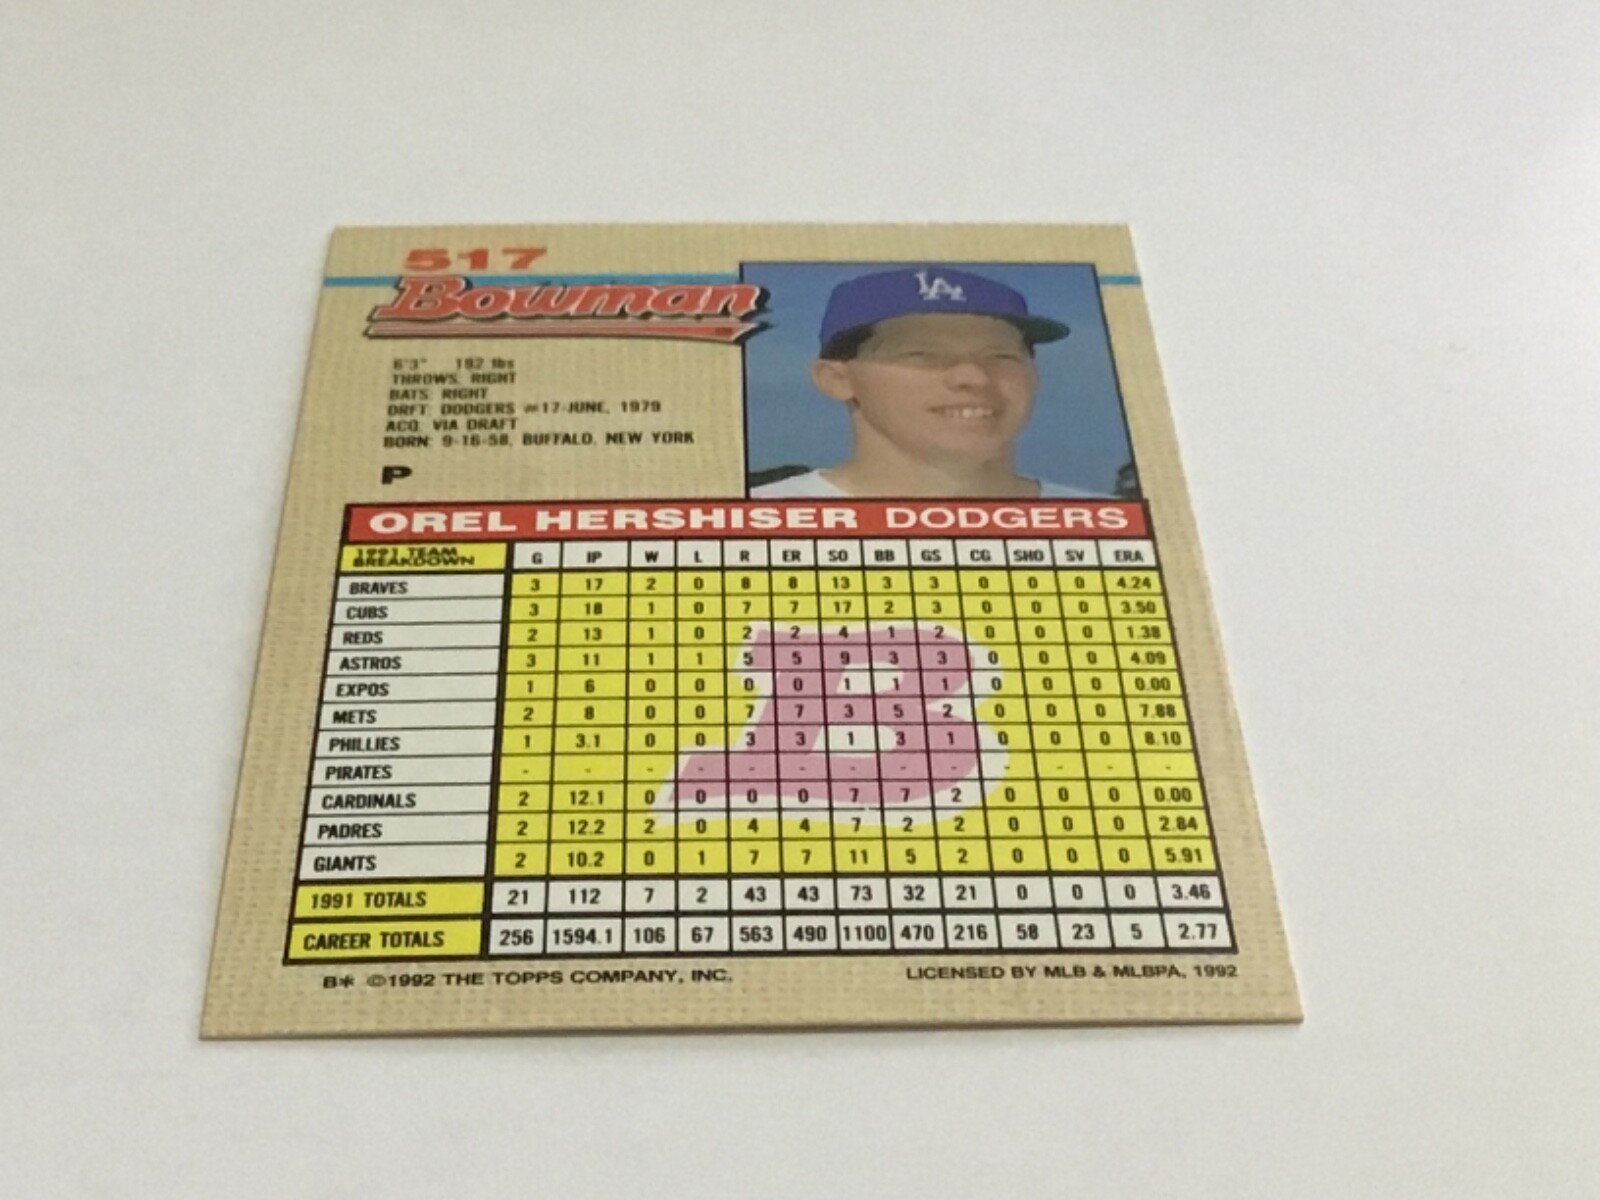 517
Bowman
LA
6'3" 192 lbs
THROWS: RIGHT
BATS: RIGHT
DRFT: DODGERS #17-JUNE, 1979
ACQ: VIA DRAFT
BORN: 9-16-58, BUFFALO, NEW YORK
P
OREL HERSHISER DODGERS
1991 TEAM BREAKDOWN G IP W L R ER SO BB GS CG SHO SV ERA
BRAVES 3 17 2 0 8 8 13 3 3 0 0 0 4.24
CUBS 3 18 1 0 7 7 17 2 3 0 0 0 3.50
REDS 2 13 1 0 2 2 4 1 2 0 0 0 1.38
ASTROS 3 11 1 1 5 5 9 3 3 0 0 0 4.09
EXPOS 1 6 0 0 0 0 1 1 1 0 0 0 0.00
METS 2 8 0 0 7 7 3 5 2 0 0 0 7.88
PHILLIES 1 3.1 0 0 3 3 1 3 1 0 0 0 8.10
PIRATES - - - - - - - - - - - - -
CARDINALS 2 12.1 0 0 0 0 7 7 2 0 0 0 0.00
PADRES 2 12.2 2 0 4 4 7 2 2 0 0 0 2.84
GIANTS 2 10.2 0 1 7 7 11 5 2 0 0 0 5.91
1991 TOTALS 21 112 7 2 43 43 73 32 21 0 0 0 3.46
CAREER TOTALS 256 1594.1 106 67 563 490 1100 470 216 58 23 5 2.77
B
B* ©1992 THE TOPPS COMPANY, INC. LICENSED BY MLB & MLBPA, 1992